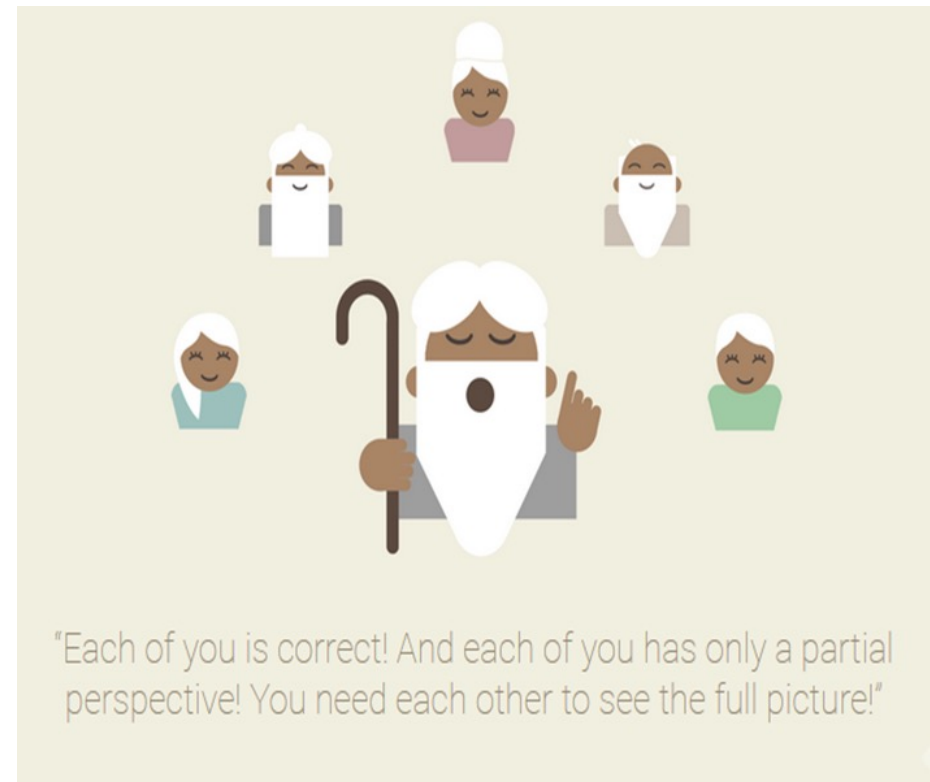 "Each of you is correct! And each of you has only a partial
perspective! You need each other to see the full picture!"